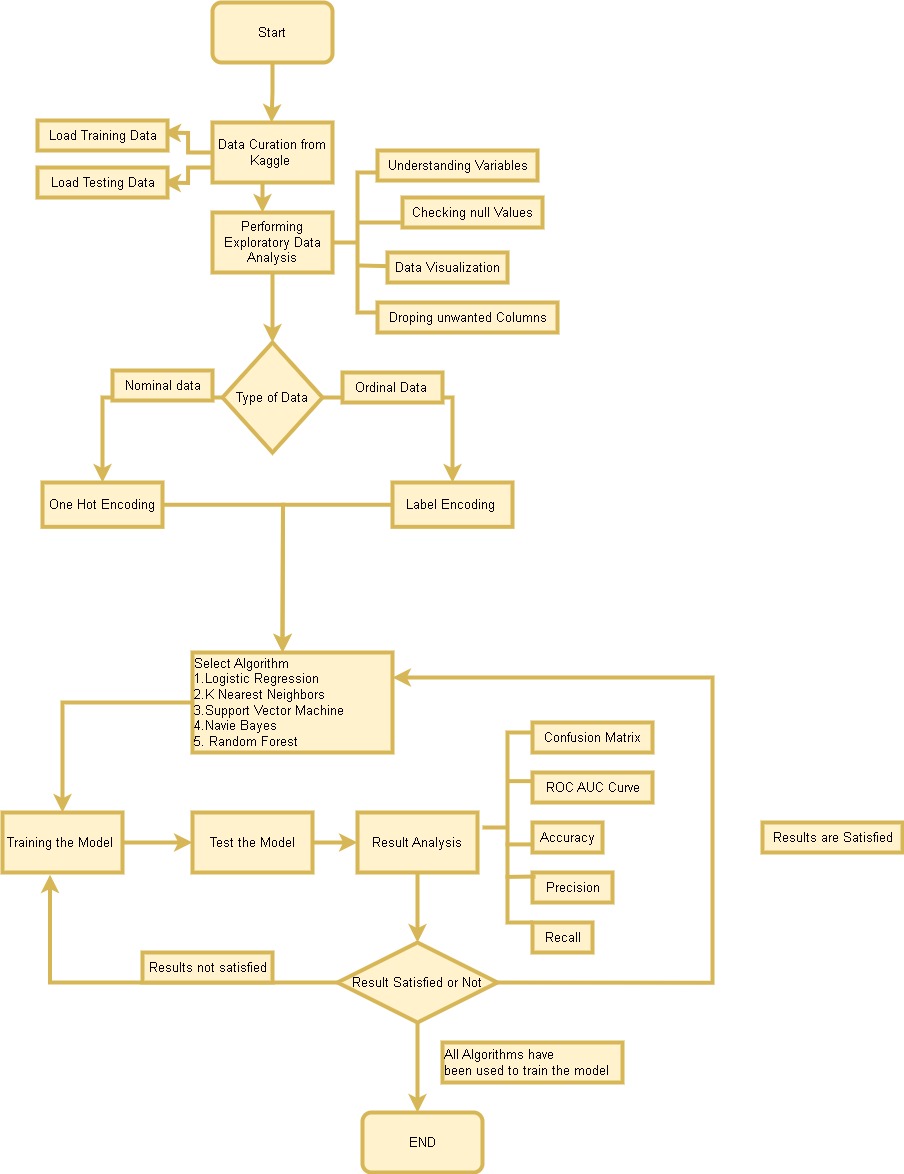 Start
Load Training Data
Data Curation from
Kaggle
Load Testing Data
Understanding Variables
Checking null Values
Performing
Exploratory Data
Analysis
Data Visualization
Droping unwanted Columns
Nominal data
Type of Data
Ordinal Data
One Hot Encoding
Label Encoding
Select Algorithm
1.Logistic Regression
2.K Nearest Neighbors
3.Support Vector Machine
4.Navie Bayes
5. Random Forest
Confusion Matrix
ROC AUC Curve
Training the Model
Test the Model
Result Analysis
Accuracy
Results are Satisfied
Precision
Recall
Results not satisfied
Result Satisfied or Not
All Algorithms have
been used to train the model
END